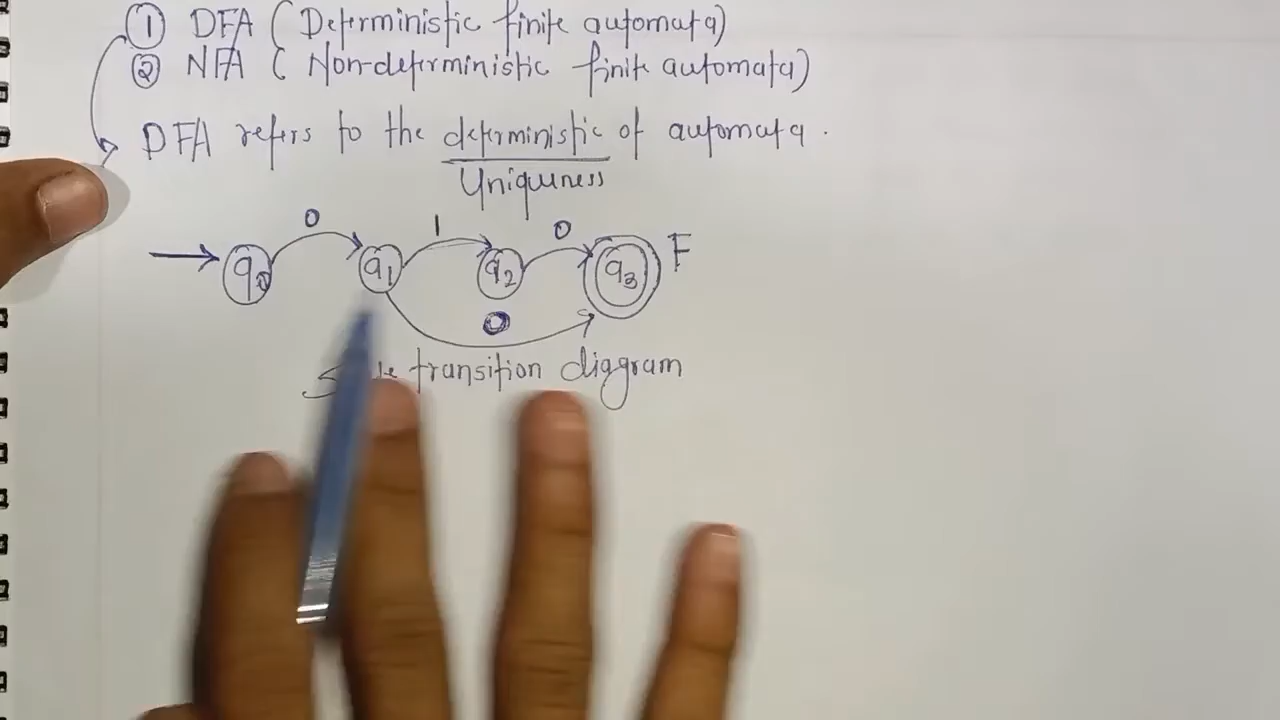 ① DFA (Deterministic finite automata)
② NFA (Non-deterministic finite automata)
DFA refers to the deterministic of automata.
Uniqueness
0 1 0
q0 q1 q2 q3 F
0
transition diagram